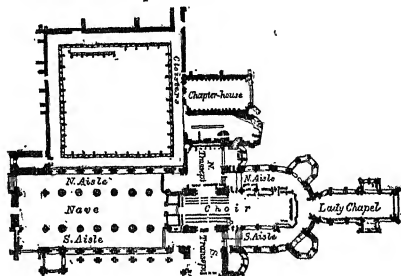 Cloisters
Chapter-house
N. Transept
N. Aisle
N. Aisle
Nave
Choir
Lady Chapel
S. Aisle
S. Aisle
S. Transept